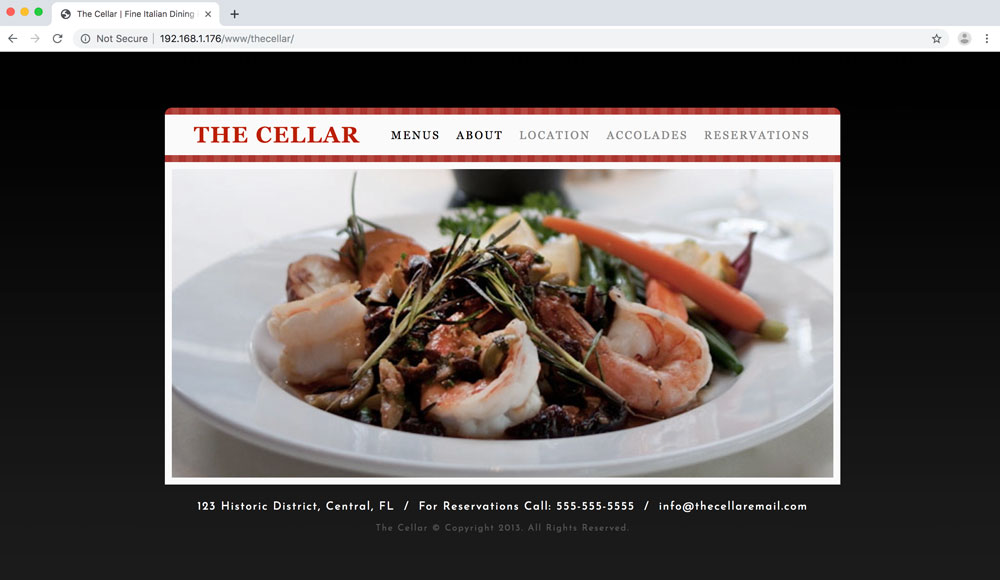 The Cellar | Fine Italian Dining
Not Secure | 192.168.1.176/www/thecellar/
THE CELLAR MENUS ABOUT LOCATION ACCOLADES RESERVATIONS
123 Historic District, Central, FL / For Reservations Call: 555-555-5555 / info@thecellaremail.com
The Cellar © Copyright 2013. All Rights Reserved.